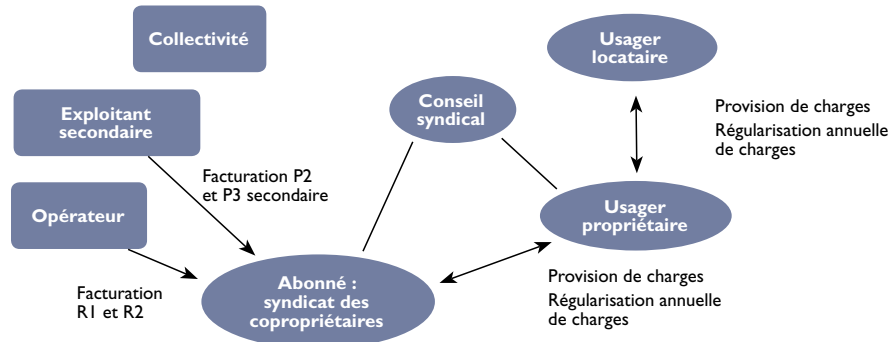 Collectivité
Usager
locataire
Exploitant
secondaire
Conseil
syndical
Provision de charges
Régularisation annuelle
de charges
Facturation P2
et P3 secondaire
Opérateur
Usager
propriétaire
Facturation
R1 et R2
Abonné :
syndicat des
copropriétaires
Provision de charges
Régularisation annuelle
de charges